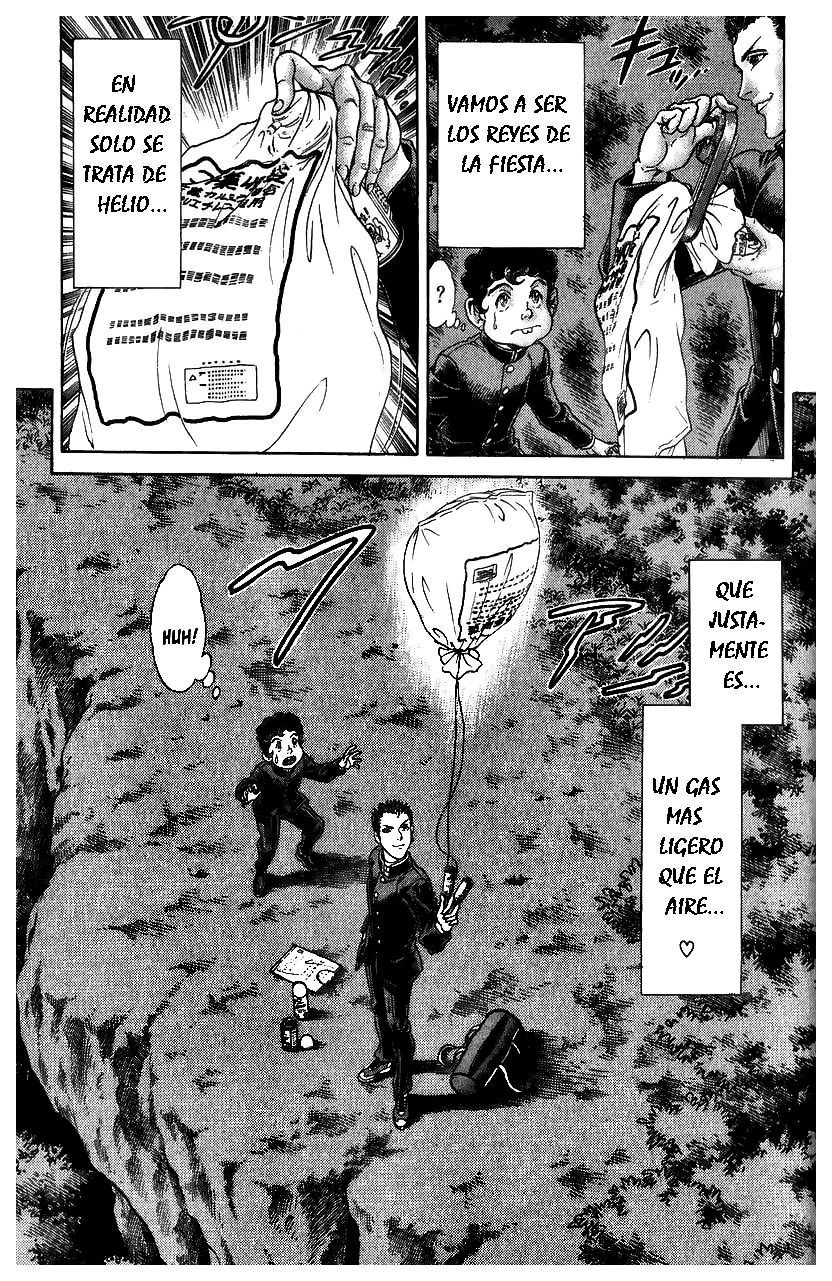 VAMOS A SER
LOS REYES DE
LA FIESTA...
?
EN
REALIDAD
SOLO SE
TRATA DE
HELIO...
QUE
JUSTA-
MENTE
ES...
UN GAS
MAS
LIGERO
QUE EL
AIRE...
♡
HUH!